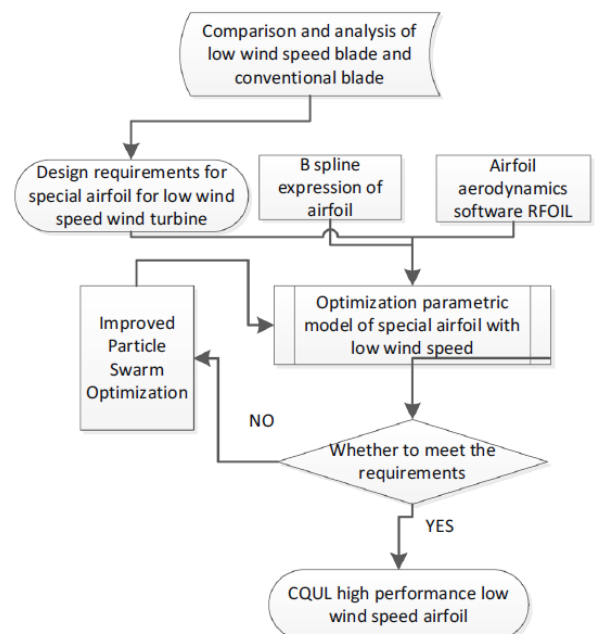 Comparison and analysis of
low wind speed blade and
conventional blade
Design requirements for
special airfoil for low wind
speed wind turbine
B spline
expression of
airfoil
Airfoil
aerodynamics
software RFOIL
Improved
Particle
Swarm
Optimization
Optimization parametric
model of special airfoil with
low wind speed
NO
Whether to meet the
requirements
YES
CQUL high performance low
wind speed airfoil